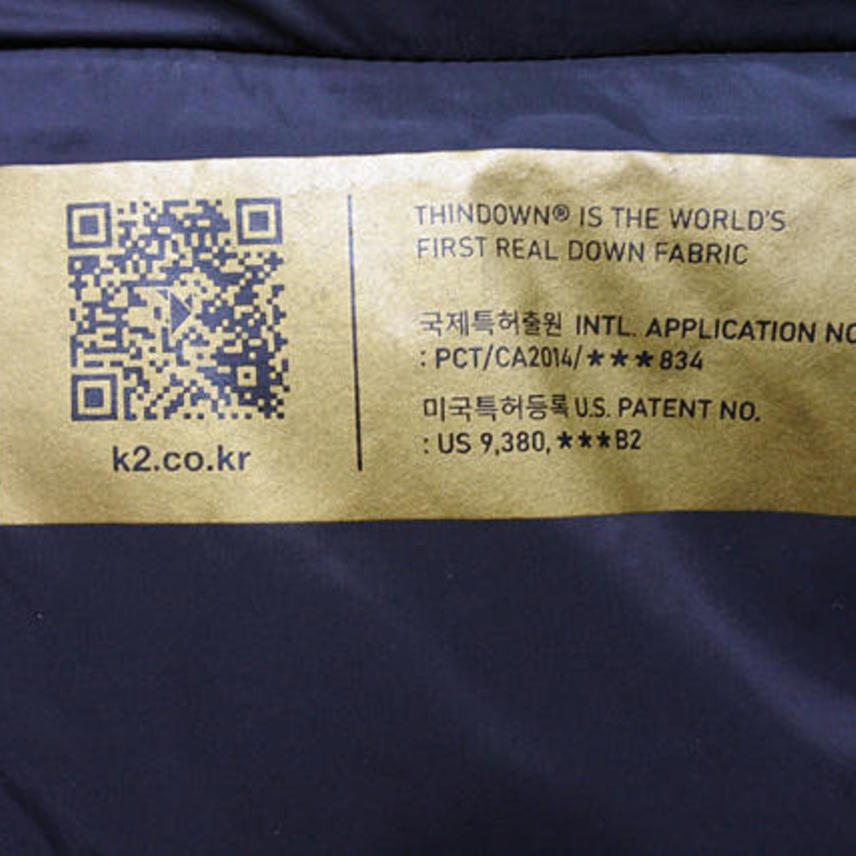 THINDOWN® IS THE WORLD'S
FIRST REAL DOWN FABRIC
국제특허출원 INTL. APPLICATION NO
: PCT/CA2014/***834
미국특허등록 U.S. PATENT NO.
: US 9,380,***B2
k2.co.kr